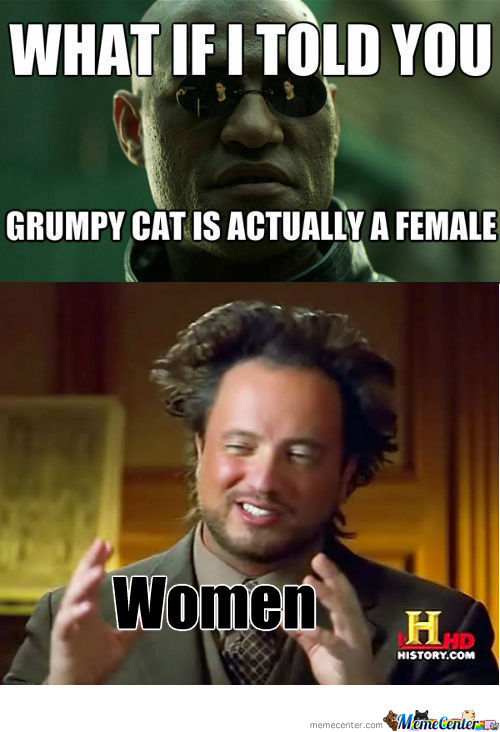 WHAT IF I TOLD YOU
GRUMPY CAT IS ACTUALLY A FEMALE
Women
H HD
HISTORY.COM
memecenter.com MemeCenter